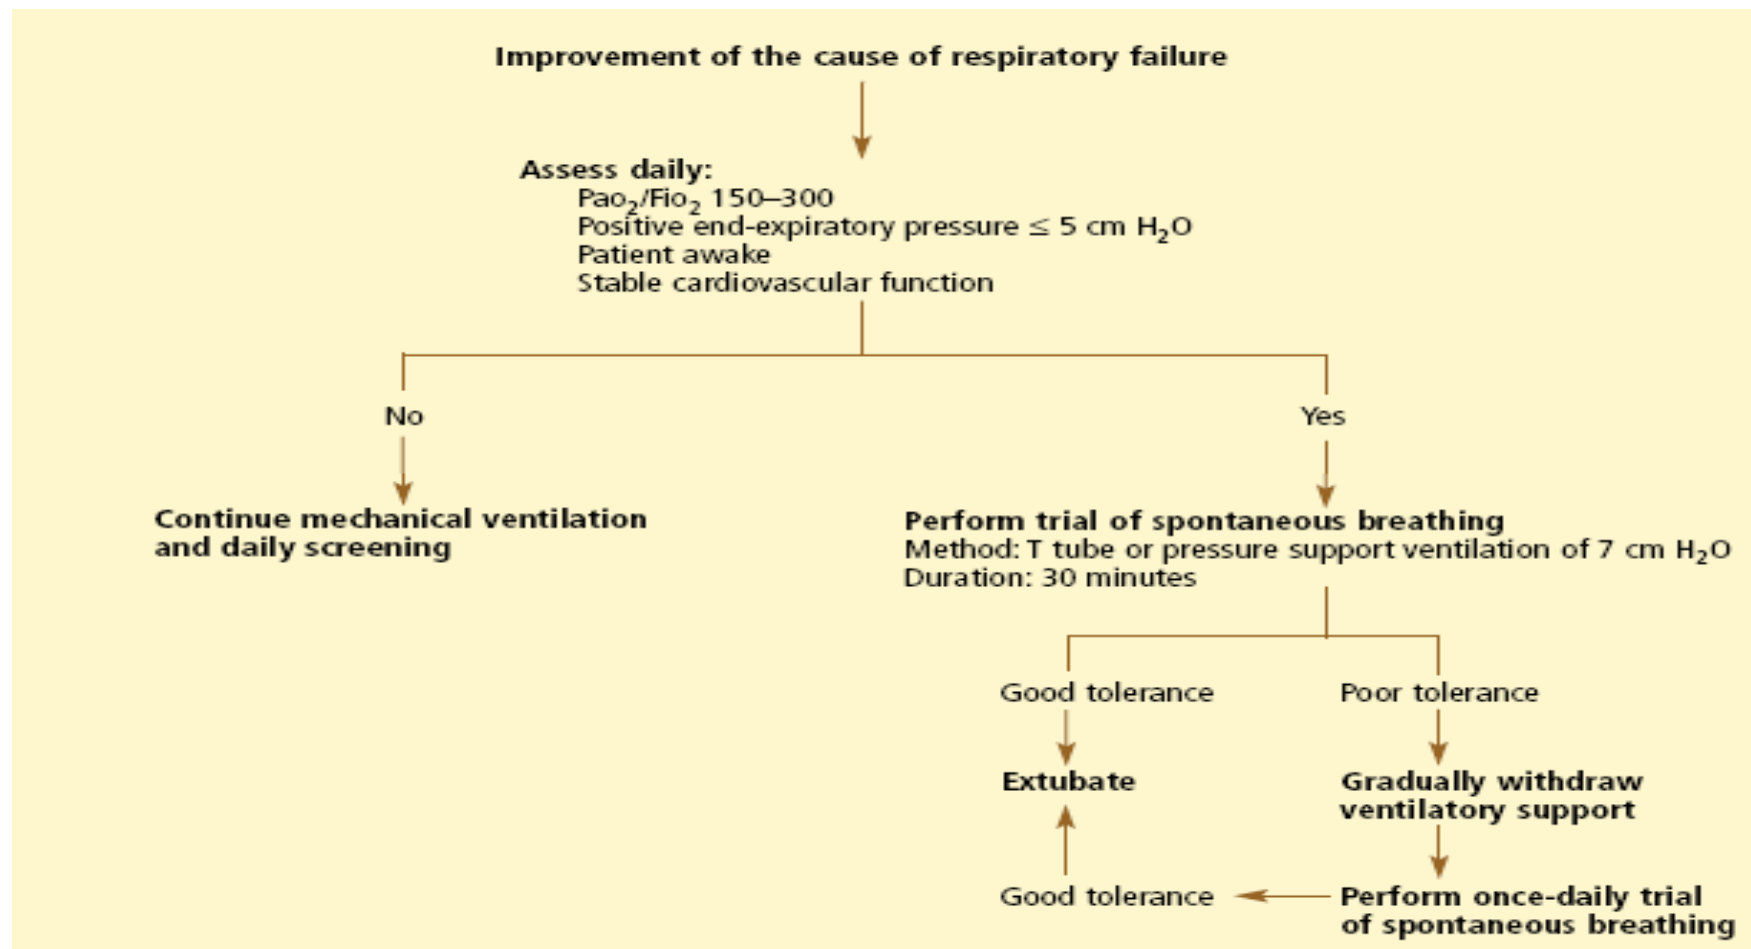 Improvement of the cause of respiratory failure
Assess daily:
Pao₂/Fio₂ 150–300
Positive end-expiratory pressure ≤ 5 cm H₂O
Patient awake
Stable cardiovascular function
No
Yes
Continue mechanical ventilation
and daily screening
Perform trial of spontaneous breathing
Method: T tube or pressure support ventilation of 7 cm H₂O
Duration: 30 minutes
Good tolerance
Poor tolerance
Extubate
Gradually withdraw
ventilatory support
Good tolerance
Perform once-daily trial
of spontaneous breathing